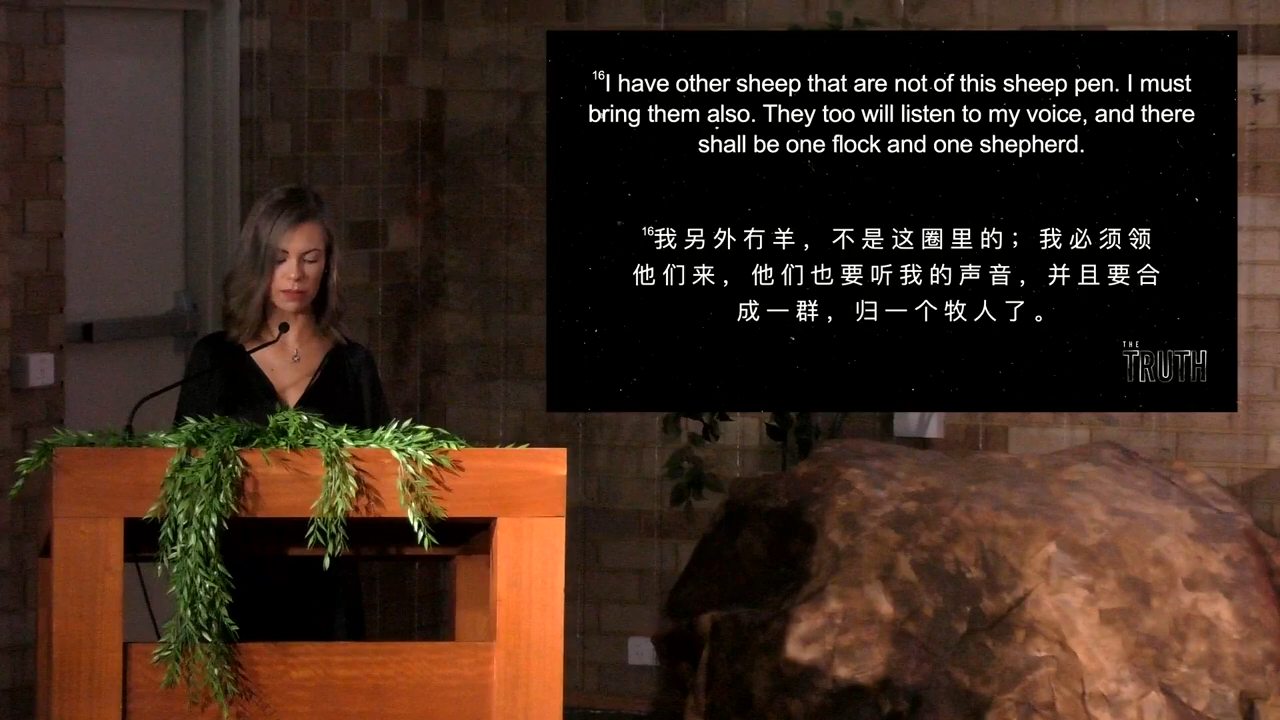 16I have other sheep that are not of this sheep pen. I must
bring them also. They too will listen to my voice, and there
shall be one flock and one shepherd.
16我另外冇羊，不是这圈里的；我必须领
他们来，他们也要听我的声音，并且要合
成一群，归一个牧人了。
THE
TRUTH